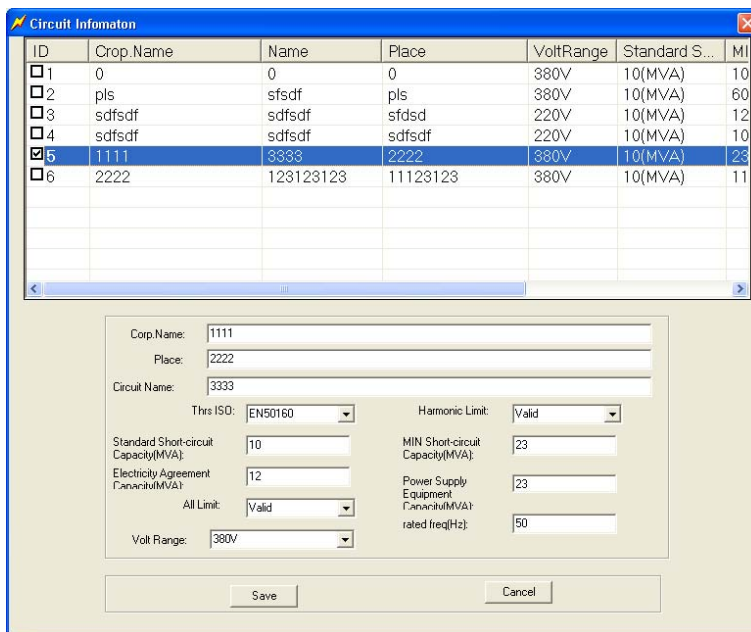 Circuit Infomaton
ID Crop.Name Name Place VoltRange Standard S... MI
1 0 0 0 380V 10(MVA) 10
2 pls sfsdf pls 380V 10(MVA) 60
3 sdfsdf sdfsdf sfdsd 220V 10(MVA) 12
4 sdfsdf sdfsdf sdfsdf 220V 10(MVA) 10
5 1111 3333 2222 380V 10(MVA) 23
6 2222 123123123 11123123 380V 10(MVA) 11
Corp.Name: 1111
Place: 2222
Circuit Name: 3333
Thrs ISO: EN50160 Harmonic Limit: Valid
Standard Short-circuit
Capacity(MVA): 10
MIN Short-circuit
Capacity(MVA): 23
Electricity Agreement
Capacity(MVA): 12
Power Supply
Equipment
Capacity(MVA): 23
All Limit: Valid
rated freq(Hz): 50
Volt Range: 380V
Save Cancel